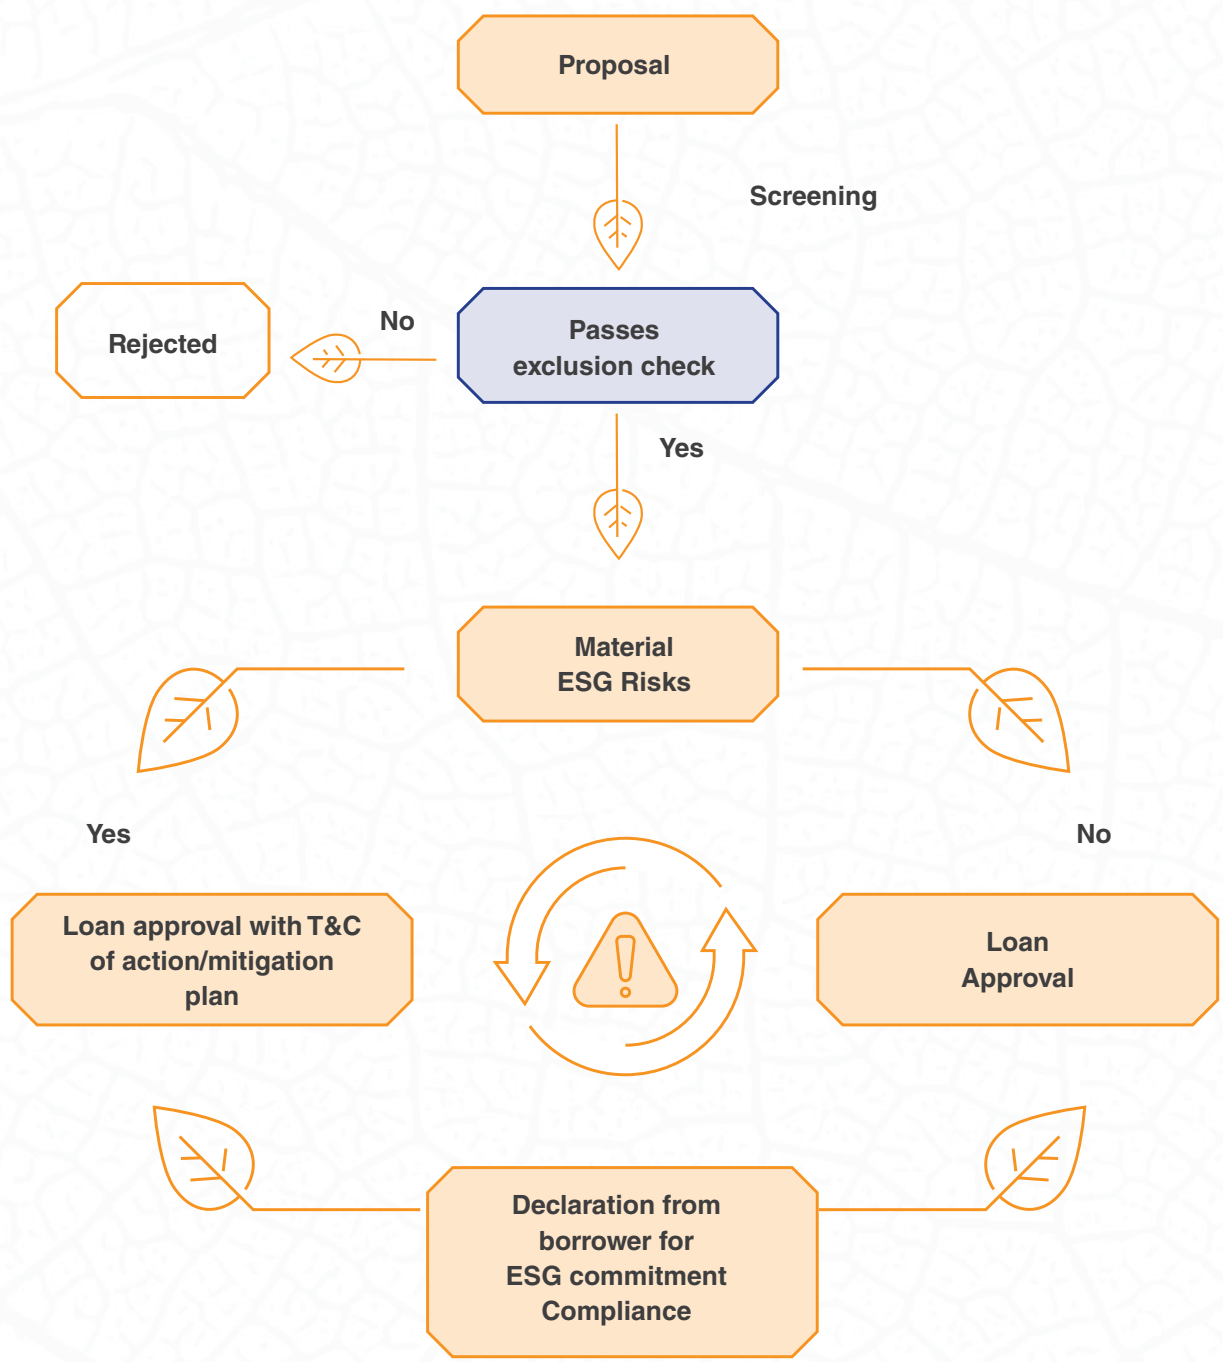 Proposal
Screening
No
Rejected
Passes
exclusion check
Yes
Material
ESG Risks
Yes
No
Loan approval with T&C
of action/mitigation
plan
Loan
Approval
Declaration from
borrower for
ESG commitment
Compliance